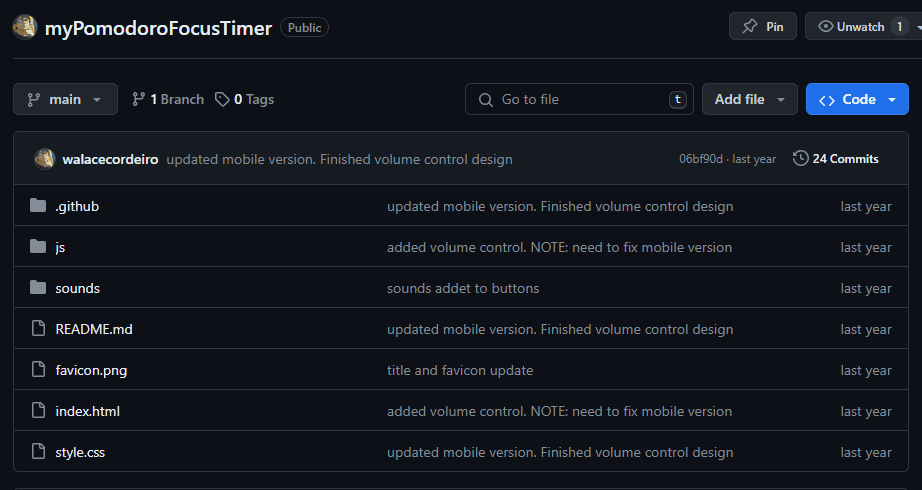 myPomodoroFocusTimer Public Pin Unwatch 1
main 1 Branch 0 Tags Go to file t Add file Code
walacecordeiro updated mobile version. Finished volume control design 06bf90d · last year 24 Commits
.github updated mobile version. Finished volume control design last year
js added volume control. NOTE: need to fix mobile version last year
sounds sounds addet to buttons last year
README.md updated mobile version. Finished volume control design last year
favicon.png title and favicon update last year
index.html added volume control. NOTE: need to fix mobile version last year
style.css updated mobile version. Finished volume control design last year